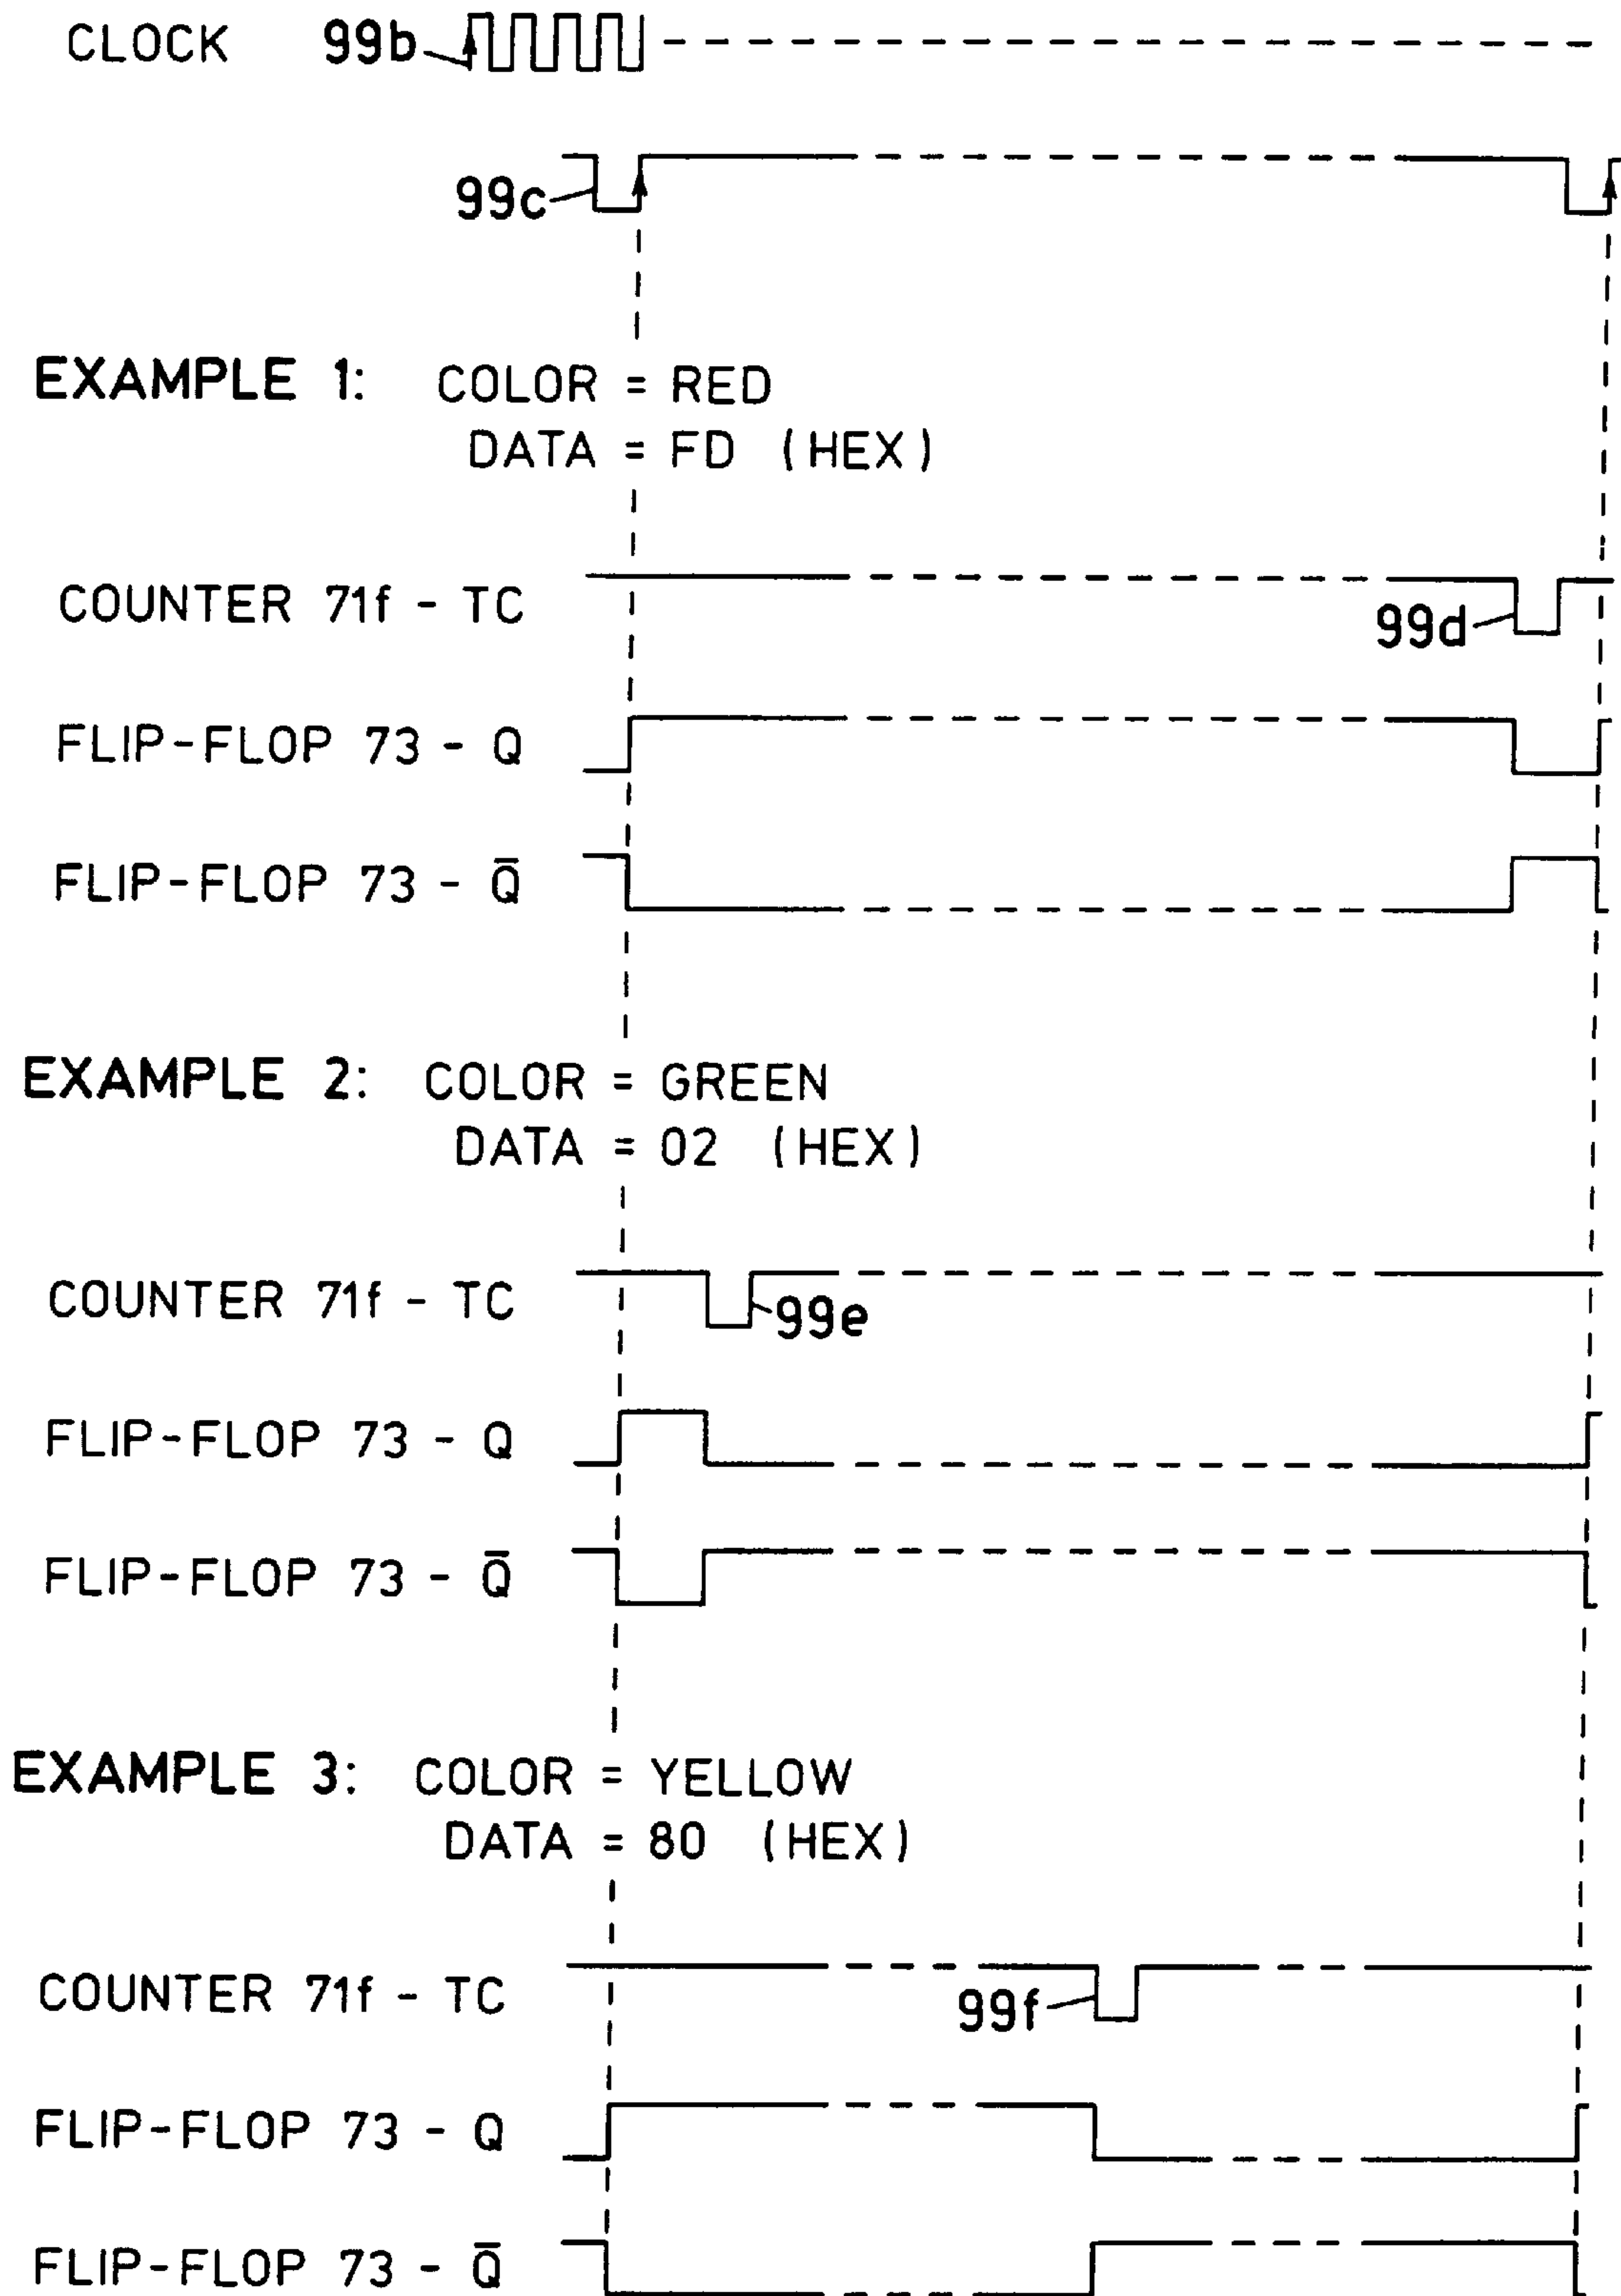 CLOCK 99b
99c
EXAMPLE 1: COLOR = RED
DATA = FD (HEX)
COUNTER 71f - TC 99d
FLIP-FLOP 73 - Q
FLIP-FLOP 73 - Q̅
EXAMPLE 2: COLOR = GREEN
DATA = 02 (HEX)
COUNTER 71f - TC 99e
FLIP-FLOP 73 - Q
FLIP-FLOP 73 - Q̅
EXAMPLE 3: COLOR = YELLOW
DATA = 80 (HEX)
COUNTER 71f - TC 99f
FLIP-FLOP 73 - Q
FLIP-FLOP 73 - Q̅